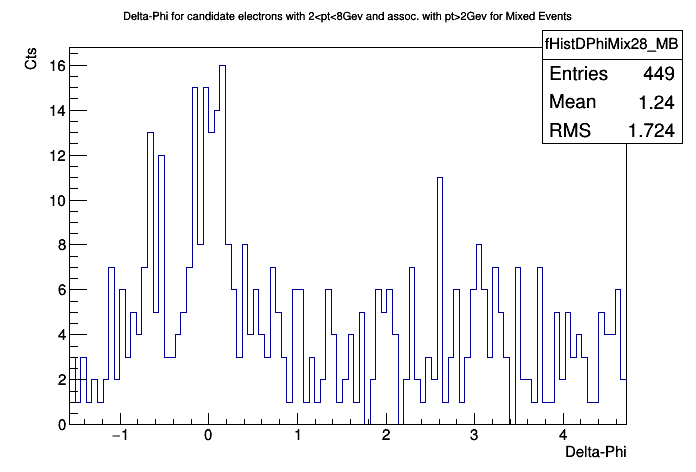 Delta-Phi for candidate electrons with 2<pt<8Gev and assoc. with pt>2Gev for Mixed Events
fHistDPhiMix28_MB
Entries 449
Mean 1.24
RMS 1.724
Cts
16
14
12
10
8
6
4
2
0
−1 0 1 2 3 4
Delta-Phi